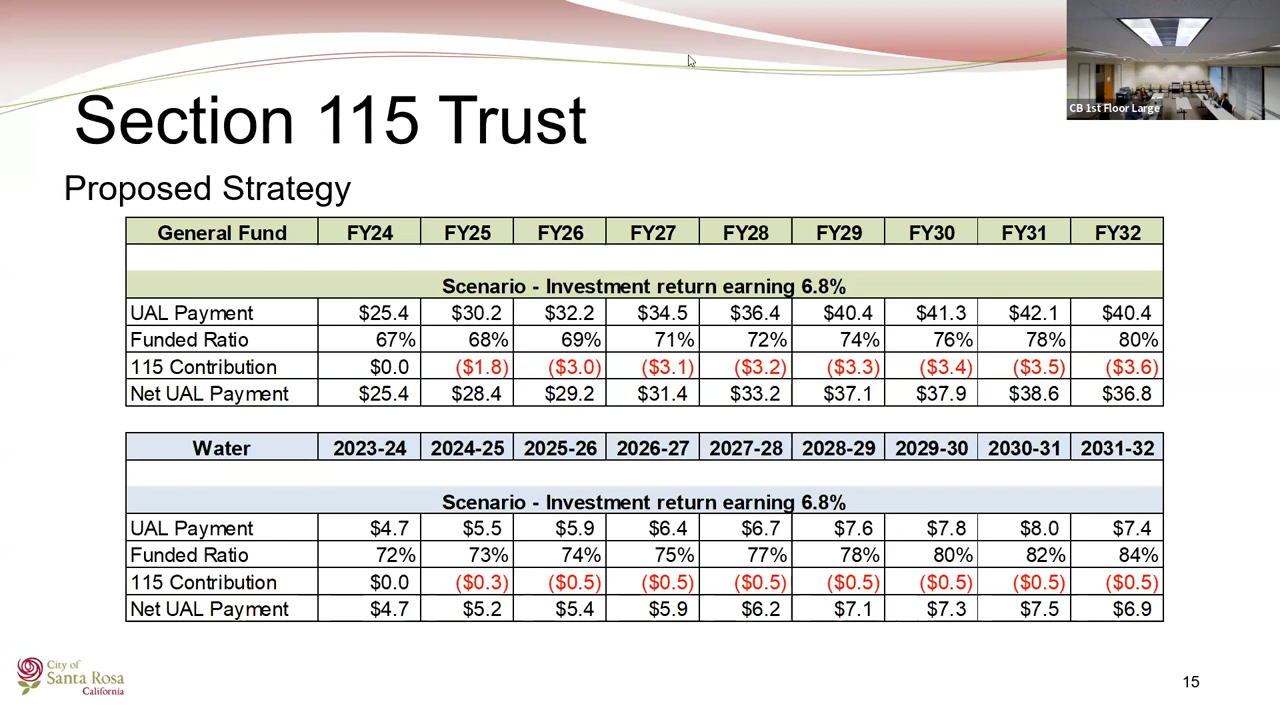 CB 1st Floor Large
Section 115 Trust
Proposed Strategy
General Fund FY24 FY25 FY26 FY27 FY28 FY29 FY30 FY31 FY32
Scenario - Investment return earning 6.8%
UAL Payment $25.4 $30.2 $32.2 $34.5 $36.4 $40.4 $41.3 $42.1 $40.4
Funded Ratio 67% 68% 69% 71% 72% 74% 76% 78% 80%
115 Contribution $0.0 ($1.8) ($3.0) ($3.1) ($3.2) ($3.3) ($3.4) ($3.5) ($3.6)
Net UAL Payment $25.4 $28.4 $29.2 $31.4 $33.2 $37.1 $37.9 $38.6 $36.8
Water 2023-24 2024-25 2025-26 2026-27 2027-28 2028-29 2029-30 2030-31 2031-32
Scenario - Investment return earning 6.8%
UAL Payment $4.7 $5.5 $5.9 $6.4 $6.7 $7.6 $7.8 $8.0 $7.4
Funded Ratio 72% 73% 74% 75% 77% 78% 80% 82% 84%
115 Contribution $0.0 ($0.3) ($0.5) ($0.5) ($0.5) ($0.5) ($0.5) ($0.5) ($0.5)
Net UAL Payment $4.7 $5.2 $5.4 $5.9 $6.2 $7.1 $7.3 $7.5 $6.9
City of
Santa Rosa
California
15